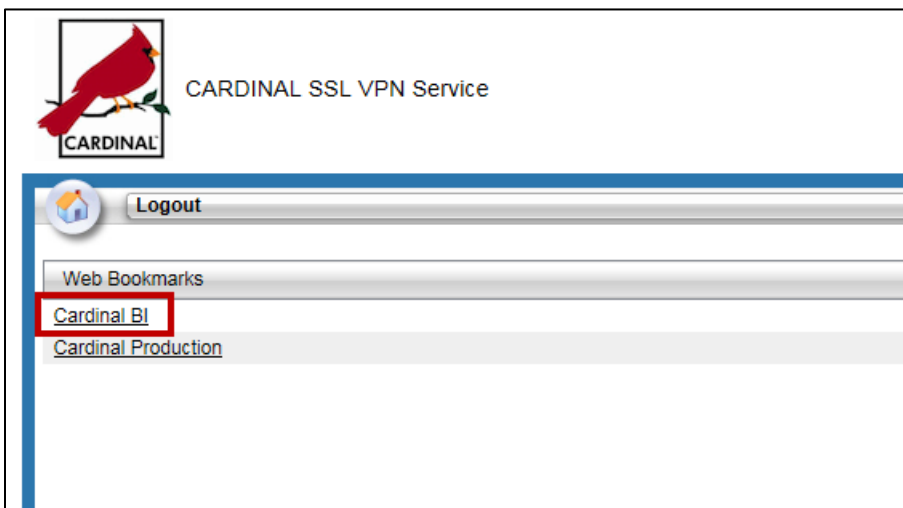 CARDINAL SSL VPN Service
CARDINAL
Logout
Web Bookmarks
Cardinal BI
Cardinal Production